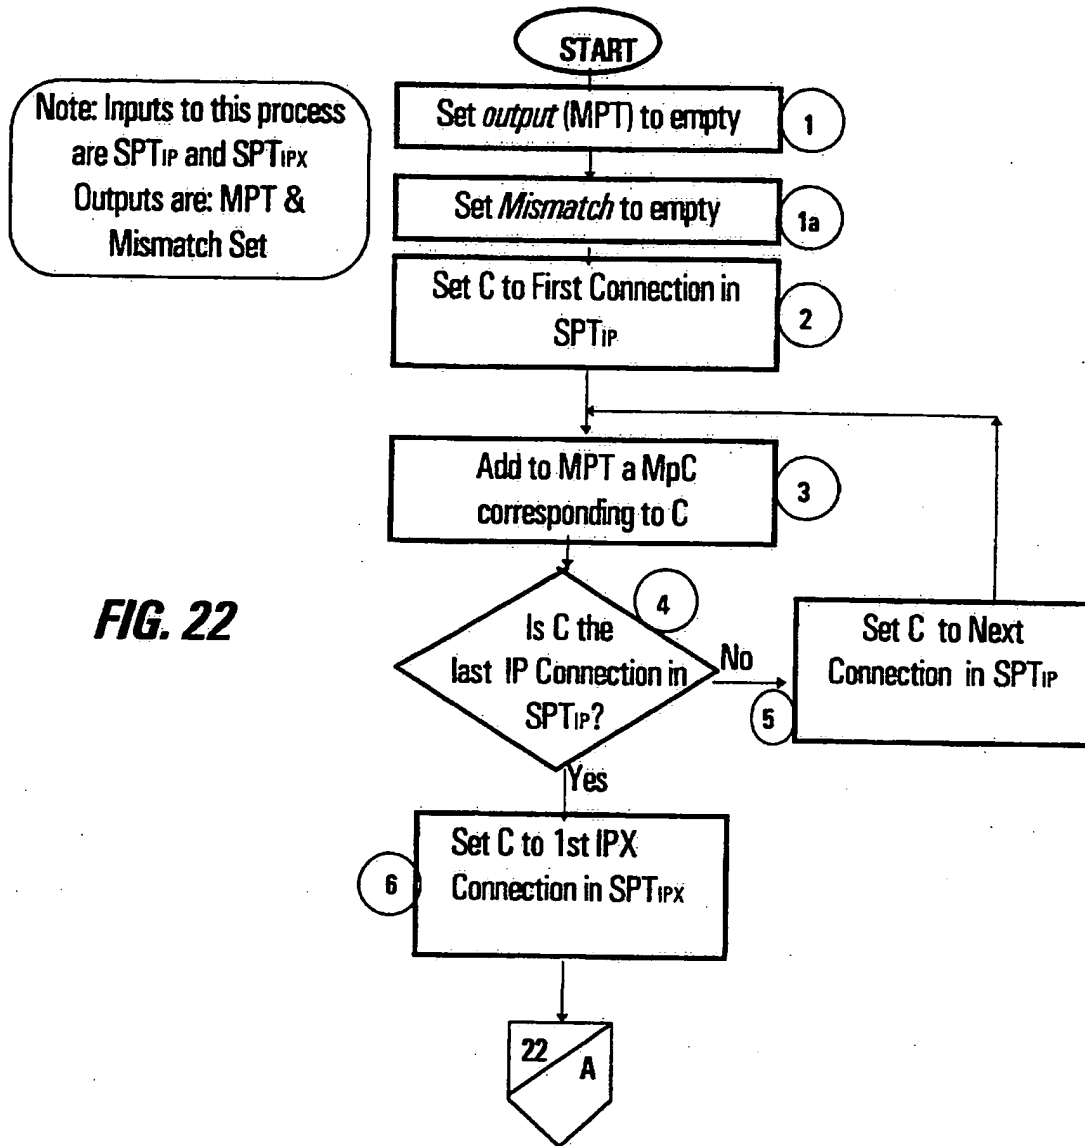 START
Note: Inputs to this process
are SPTIP and SPTIPX
Outputs are: MPT &
Mismatch Set
Set output (MPT) to empty
1
Set Mismatch to empty
1a
Set C to First Connection in
SPTIP
2
Add to MPT a MpC
corresponding to C
3
FIG. 22
4
Is C the
last IP Connection in
SPTIP?
No
Set C to Next
Connection in SPTIP
5
Yes
Set C to 1st IPX
Connection in SPTIPX
6
22
A